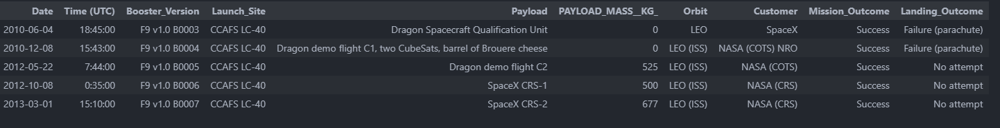 Date Time (UTC) Booster_Version Launch_Site Payload PAYLOAD_MASS__KG_ Orbit Customer Mission_Outcome Landing_Outcome
2010-06-04 18:45:00 F9 v1.0 B0003 CCAFS LC-40 Dragon Spacecraft Qualification Unit 0 LEO SpaceX Success Failure (parachute)
2010-12-08 15:43:00 F9 v1.0 B0004 CCAFS LC-40 Dragon demo flight C1, two CubeSats, barrel of Brouere cheese 0 LEO (ISS) NASA (COTS) NRO Success Failure (parachute)
2012-05-22 7:44:00 F9 v1.0 B0005 CCAFS LC-40 Dragon demo flight C2 525 LEO (ISS) NASA (COTS) Success No attempt
2012-10-08 0:35:00 F9 v1.0 B0006 CCAFS LC-40 SpaceX CRS-1 500 LEO (ISS) NASA (CRS) Success No attempt
2013-03-01 15:10:00 F9 v1.0 B0007 CCAFS LC-40 SpaceX CRS-2 677 LEO (ISS) NASA (CRS) Success No attempt